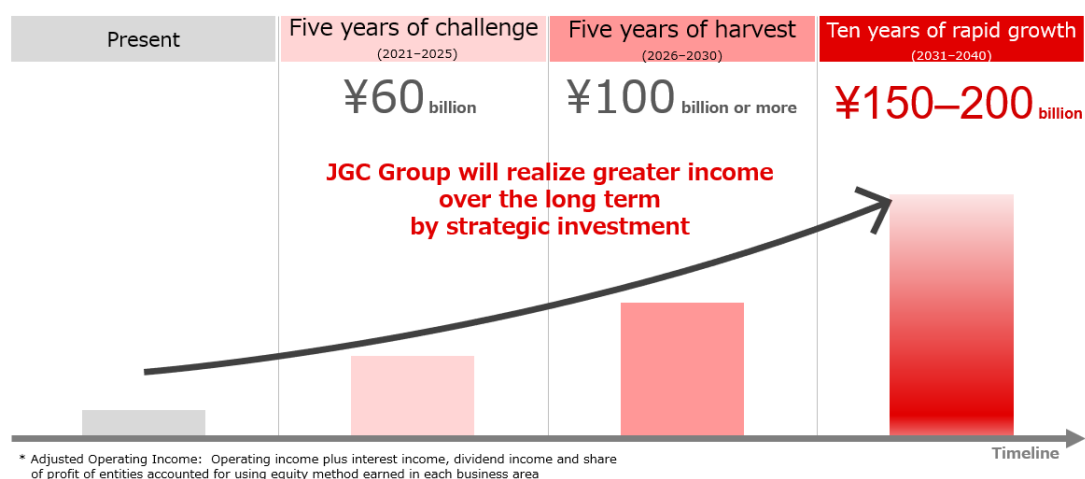 Present
Five years of challenge
(2021–2025)
Five years of harvest
(2026–2030)
Ten years of rapid growth
(2031–2040)
¥60 billion
¥100 billion or more
¥150–200 billion
JGC Group will realize greater income
over the long term
by strategic investment
Timeline
* Adjusted Operating Income: Operating income plus interest income, dividend income and share
of profit of entities accounted for using equity method earned in each business area